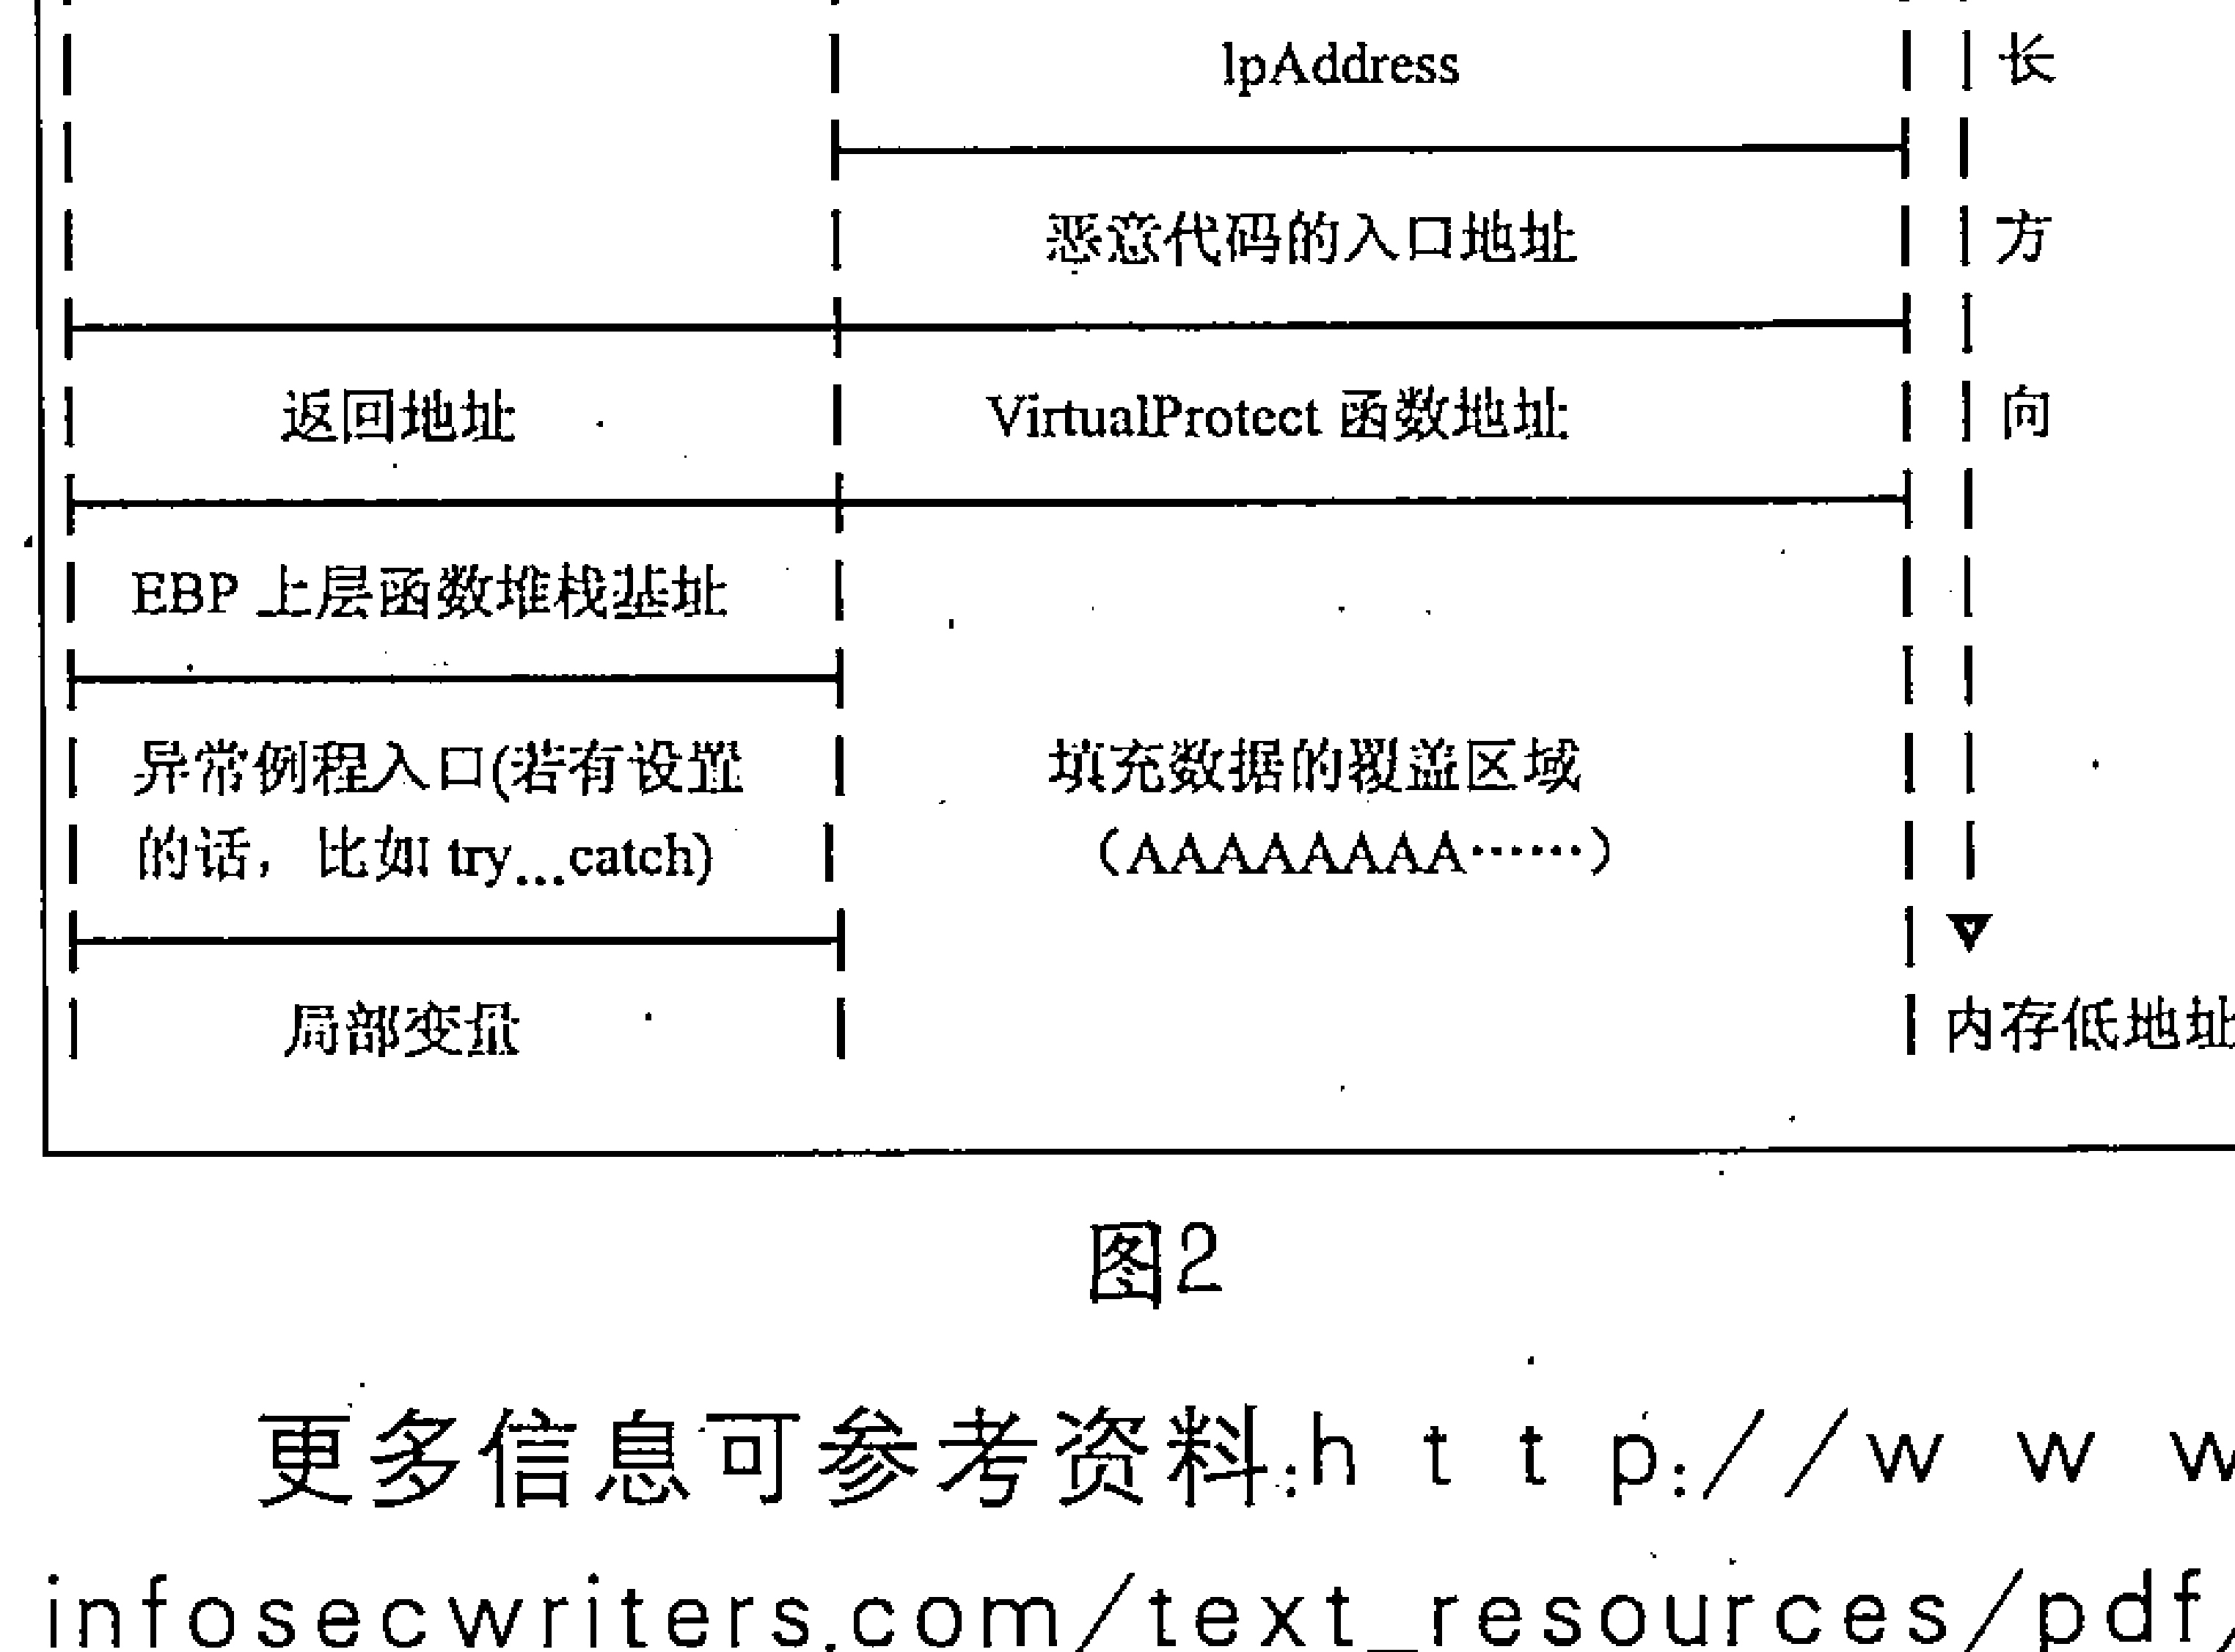 lpAddress 长
恶意代码的入口地址 方
返回地址 VirtualProtect 函数地址 向
EBP 上层函数堆栈基址
异常例程入口(若有设置 填充数据的覆盖区域
的话，比如 try...catch) （AAAAAAAA……）
局部变量 内存低地址
图2
更多信息可参考资料:http://www
infosecwriters.com/text_resources/pdf/